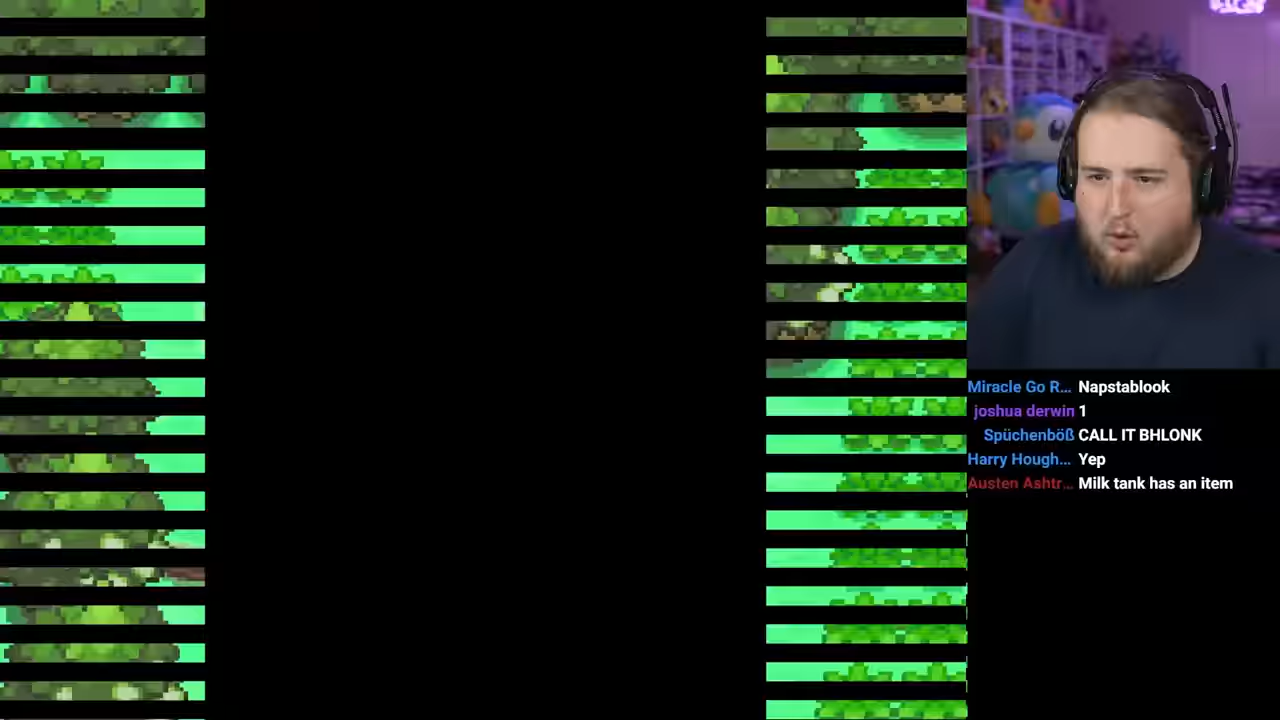 Miracle Go R... Napstablook
joshua derwin 1
Spüchenböß CALL IT BHLONK
Harry Hough... Yep
Austen Ashtr... Milk tank has an item